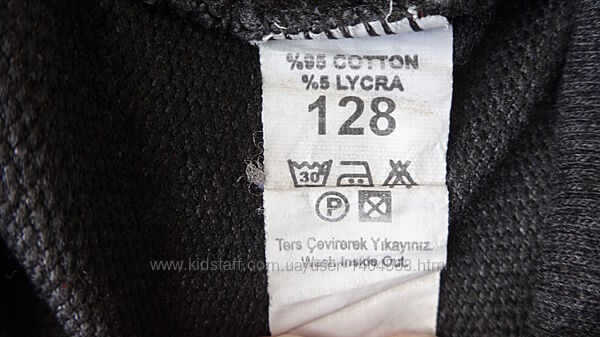 %95 COTTON
%5 LYCRA
128
30
P
Ters Çevirerek Yıkayınız.
Wash Inside Out.